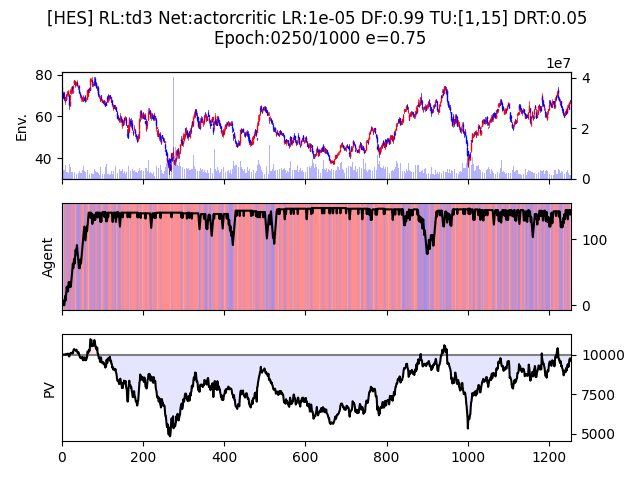 [HES] RL:td3 Net:actorcritic LR:1e-05 DF:0.99 TU:[1,15] DRT:0.05
Epoch:0250/1000 e=0.75
1e7
80
60
40
Env.
4
2
0
Agent
100
0
PV
10000
7500
5000
0 200 400 600 800 1000 1200